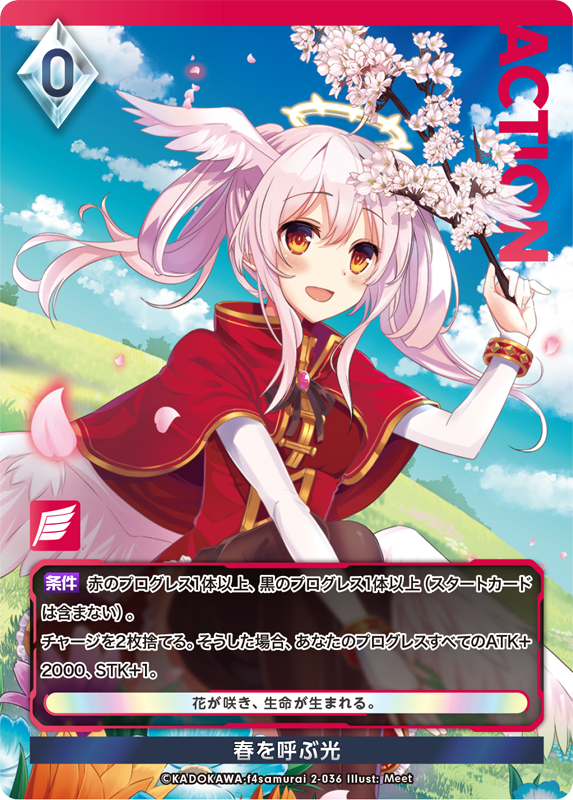 0
ACTION
条件 赤のプログレス1体以上、黒のプログレス1体以上(スタートカード
は含まない)。
チャージを2枚捨てる。そうした場合、あなたのプログレスすべてのATK+
2000、STK+1。
花が咲き、生命が生まれる。
春を呼ぶ光
©KADOKAWA-f4samurai 2-036 Illust: Meet